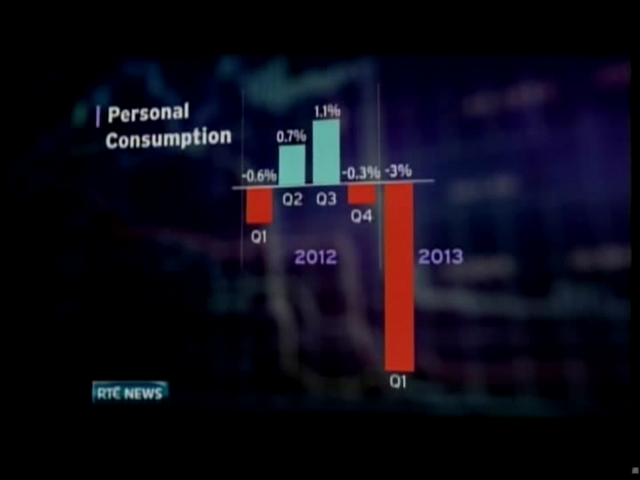 Personal
Consumption
-0.6%
0.7%
1.1%
-0.3%
-3%
Q1
Q2
Q3
Q4
2012
2013
Q1
RTÉ NEWS